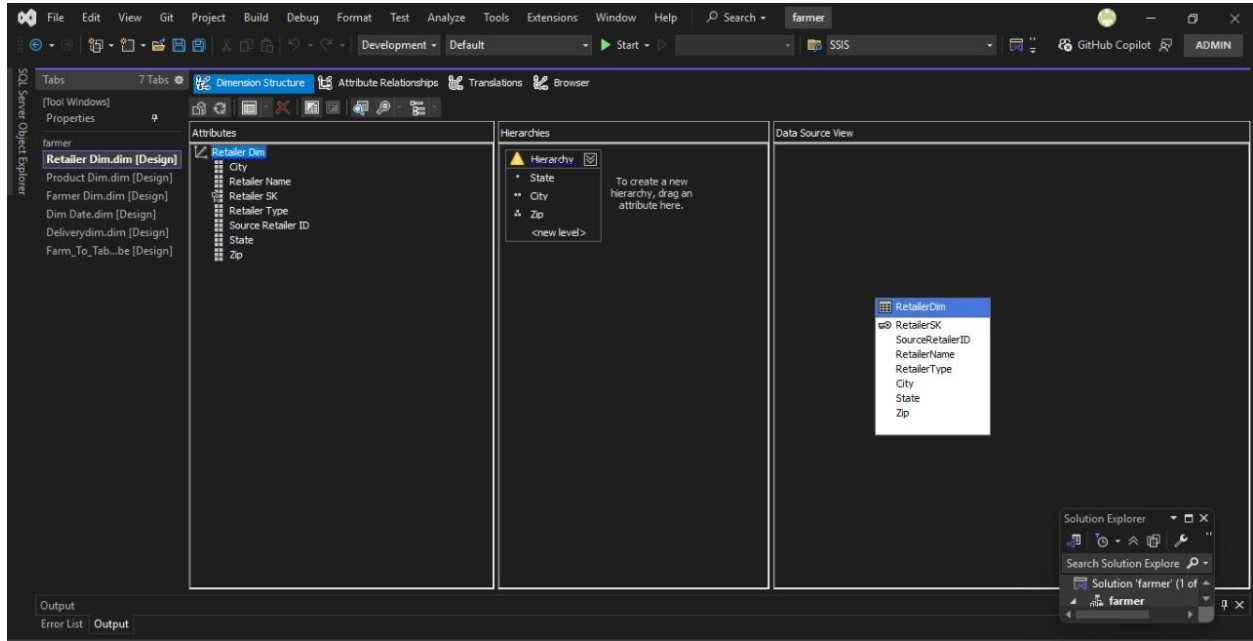 File Edit View Git Project Build Debug Format Test Analyze Tools Extensions Window Help Search farmer
Development Default Start SSIS GitHub Copilot ADMIN
SQL Server Object Explorer
Tabs 7 Tabs
[Tool Windows]
Properties
farmer
Retailer Dim.dim [Design]
Product Dim.dim [Design]
Farmer Dim.dim [Design]
Dim Date.dim [Design]
Deliverydim.dim [Design]
Farm_To_Tab...be [Design]
Dimension Structure Attribute Relationships Translations Browser
Attributes
Retailer Dim
City
Retailer Name
Retailer SK
Retailer Type
Source Retailer ID
State
Zip
Hierarchies
Hierarchy
State
City
Zip
<new level>
To create a new
hierarchy, drag an
attribute here.
Data Source View
RetailerDim
RetailerSK
SourceRetailerID
RetailerName
RetailerType
City
State
Zip
Solution Explorer
Search Solution Explore
Solution 'farmer' (1 of
farmer
Output
Error List Output